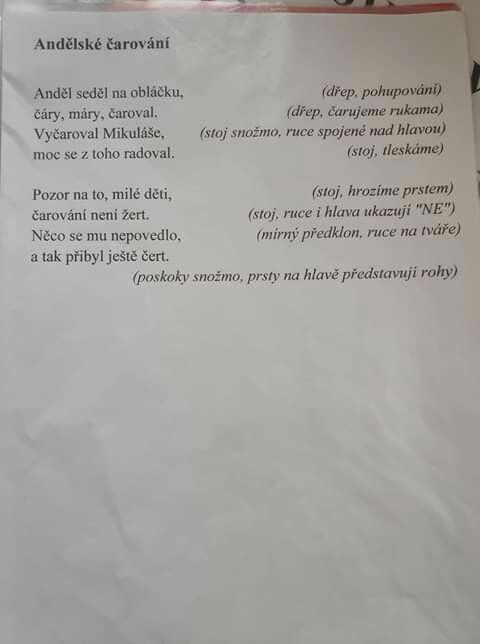 Andělské čarování
Anděl seděl na obláčku, (dřep, pohupování)
čáry, máry, čaroval. (dřep, čarujeme rukama)
Vyčaroval Mikuláše, (stoj snožmo, ruce spojené nad hlavou)
moc se z toho radoval. (stoj, tleskáme)
Pozor na to, milé děti, (stoj, hrozíme prstem)
čarování není žert. (stoj, ruce i hlava ukazují "NE")
Něco se mu nepovedlo, (mírný předklon, ruce na tváře)
a tak přibyl ještě čert.
(poskoky snožmo, prsty na hlavě představují rohy)